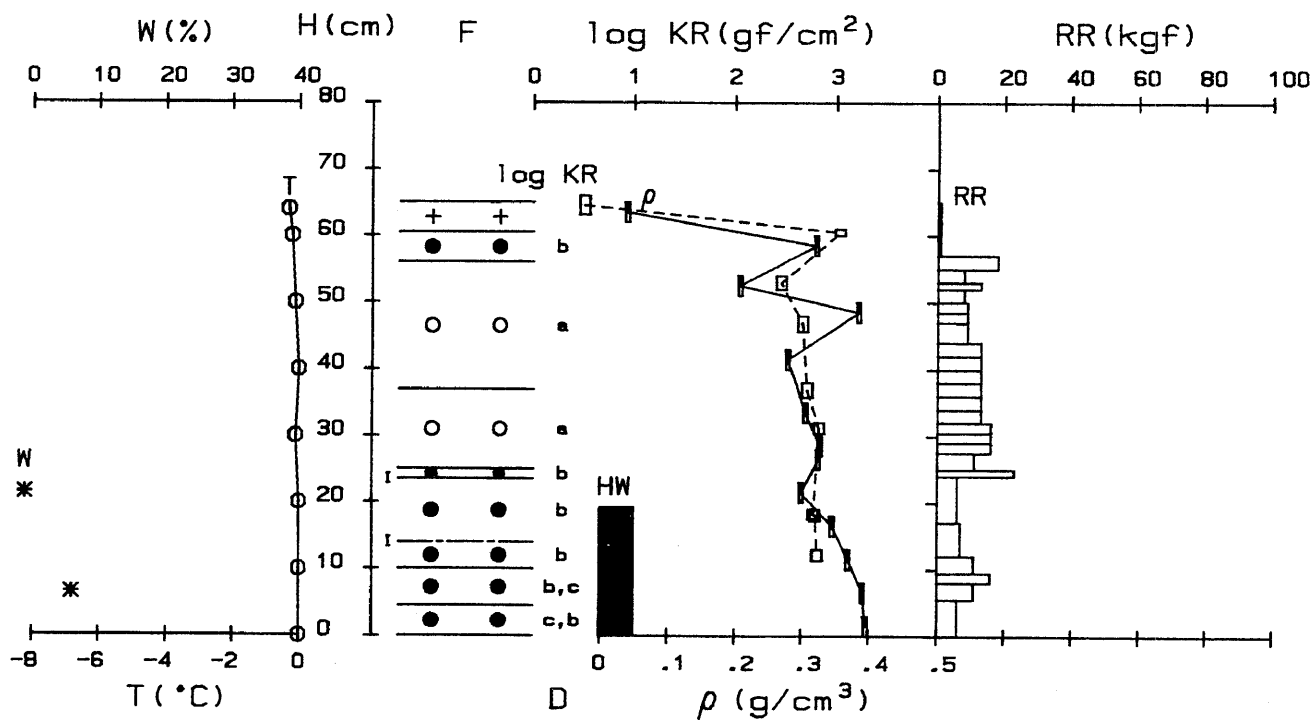 W(%) H(cm) F log KR(gf/cm²) RR(kgf)
0 10 20 30 40 0 1 2 3 0 20 40 60 80 100
80
70
T log KR ρ RR
60
b
50
a
40
30
a
W
b
I
20 HW
b
I
b
10
b,c
c,b
0
-8 -6 -4 -2 0 0 .1 .2 .3 .4 .5
T(°C) D ρ (g/cm³)